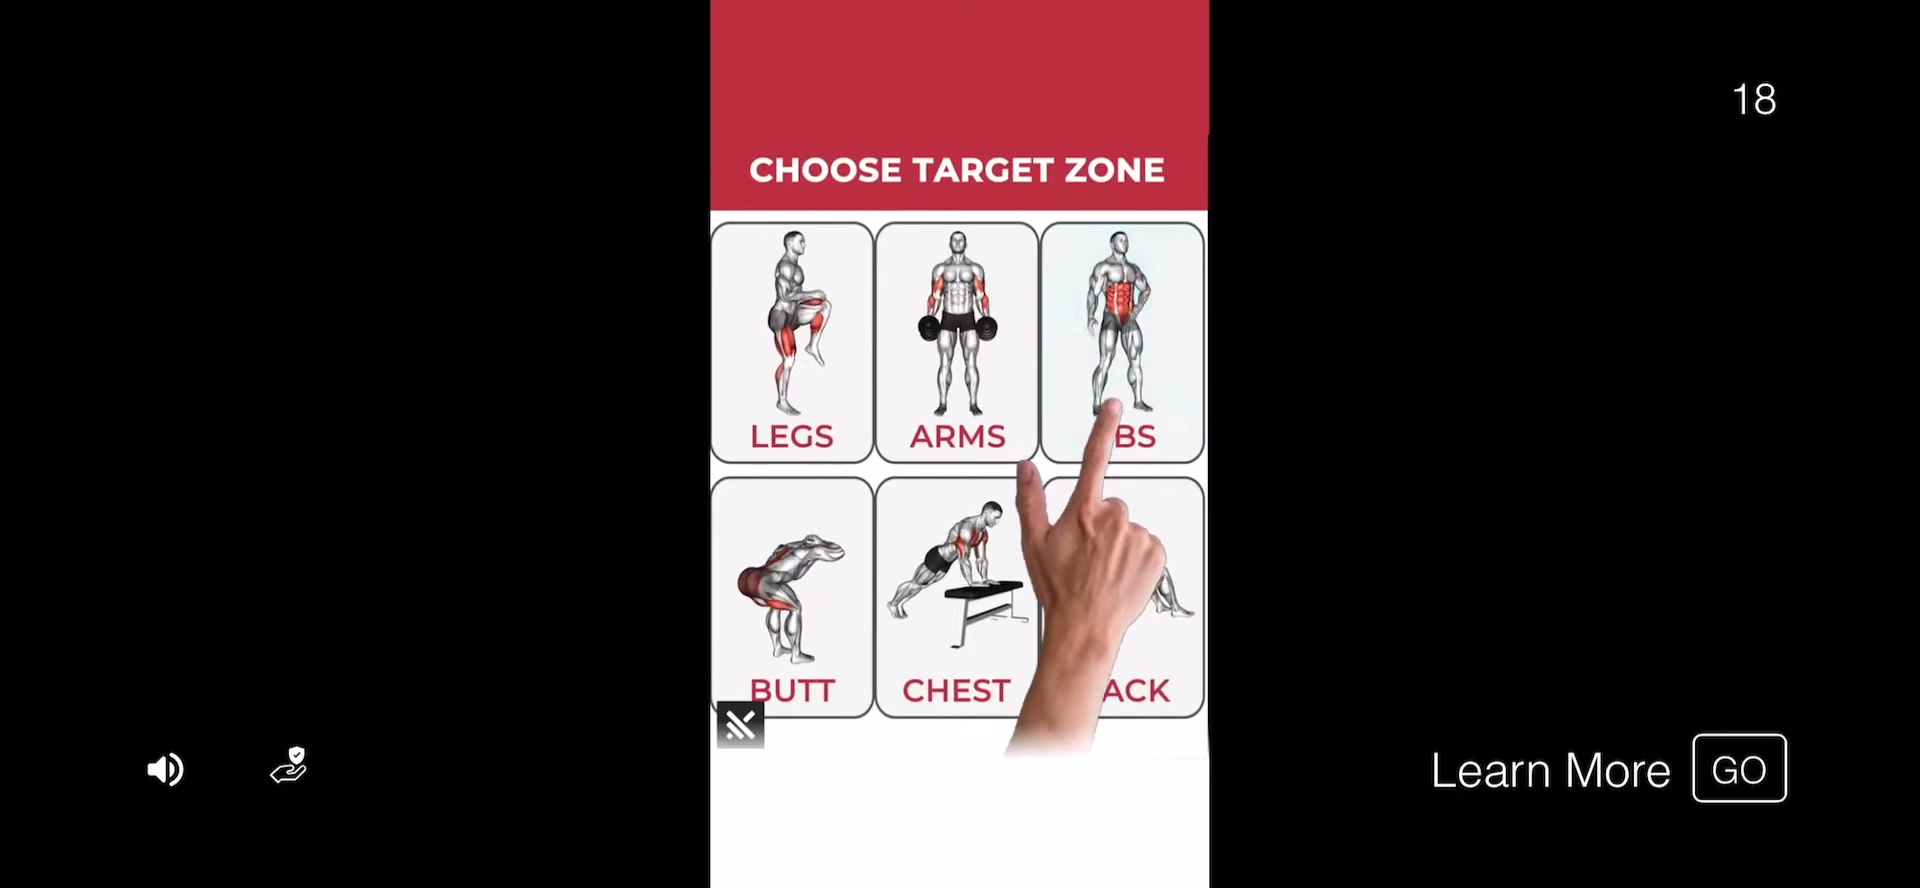 18
CHOOSE TARGET ZONE
LEGS ARMS BS
BUTT CHEST ACK
Learn More GO